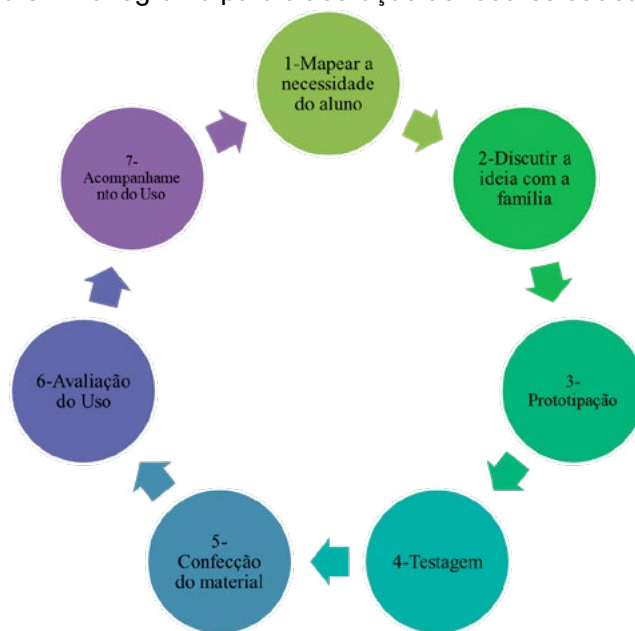 1-Mapear a
necessidade
do aluno
2-Discutir a
ideia com a
família
3-
Prototipação
4-Testagem
5-
Confecção
do material
6-Avaliação
do Uso
7-
Acompanhame
nto do Uso